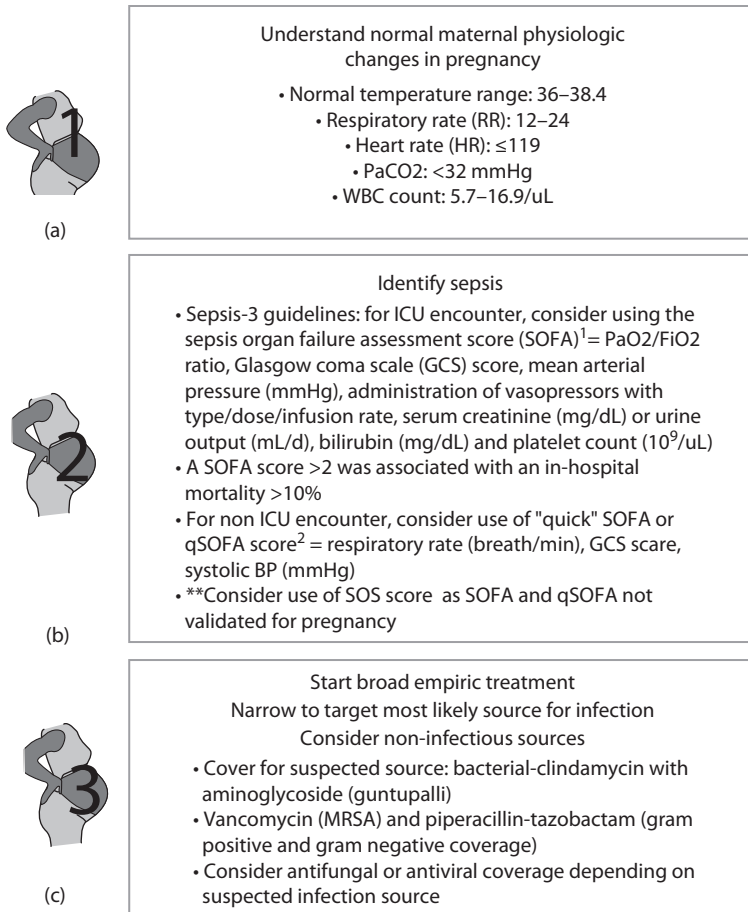 1
(a)
Understand normal maternal physiologic
changes in pregnancy
• Normal temperature range: 36–38.4
• Respiratory rate (RR): 12–24
• Heart rate (HR): ≤119
• PaCO2: <32 mmHg
• WBC count: 5.7–16.9/uL
2
(b)
Identify sepsis
• Sepsis-3 guidelines: for ICU encounter, consider using the
sepsis organ failure assessment score (SOFA)¹= PaO2/FiO2
ratio, Glasgow coma scale (GCS) score, mean arterial
pressure (mmHg), administration of vasopressors with
type/dose/infusion rate, serum creatinine (mg/dL) or urine
output (mL/d), bilirubin (mg/dL) and platelet count (10⁹/uL)
• A SOFA score >2 was associated with an in-hospital
mortality >10%
• For non ICU encounter, consider use of "quick" SOFA or
qSOFA score² = respiratory rate (breath/min), GCS scare,
systolic BP (mmHg)
• **Consider use of SOS score as SOFA and qSOFA not
validated for pregnancy
3
(c)
Start broad empiric treatment
Narrow to target most likely source for infection
Consider non-infectious sources
• Cover for suspected source: bacterial-clindamycin with
aminoglycoside (guntupalli)
• Vancomycin (MRSA) and piperacillin-tazobactam (gram
positive and gram negative coverage)
• Consider antifungal or antiviral coverage depending on
suspected infection source